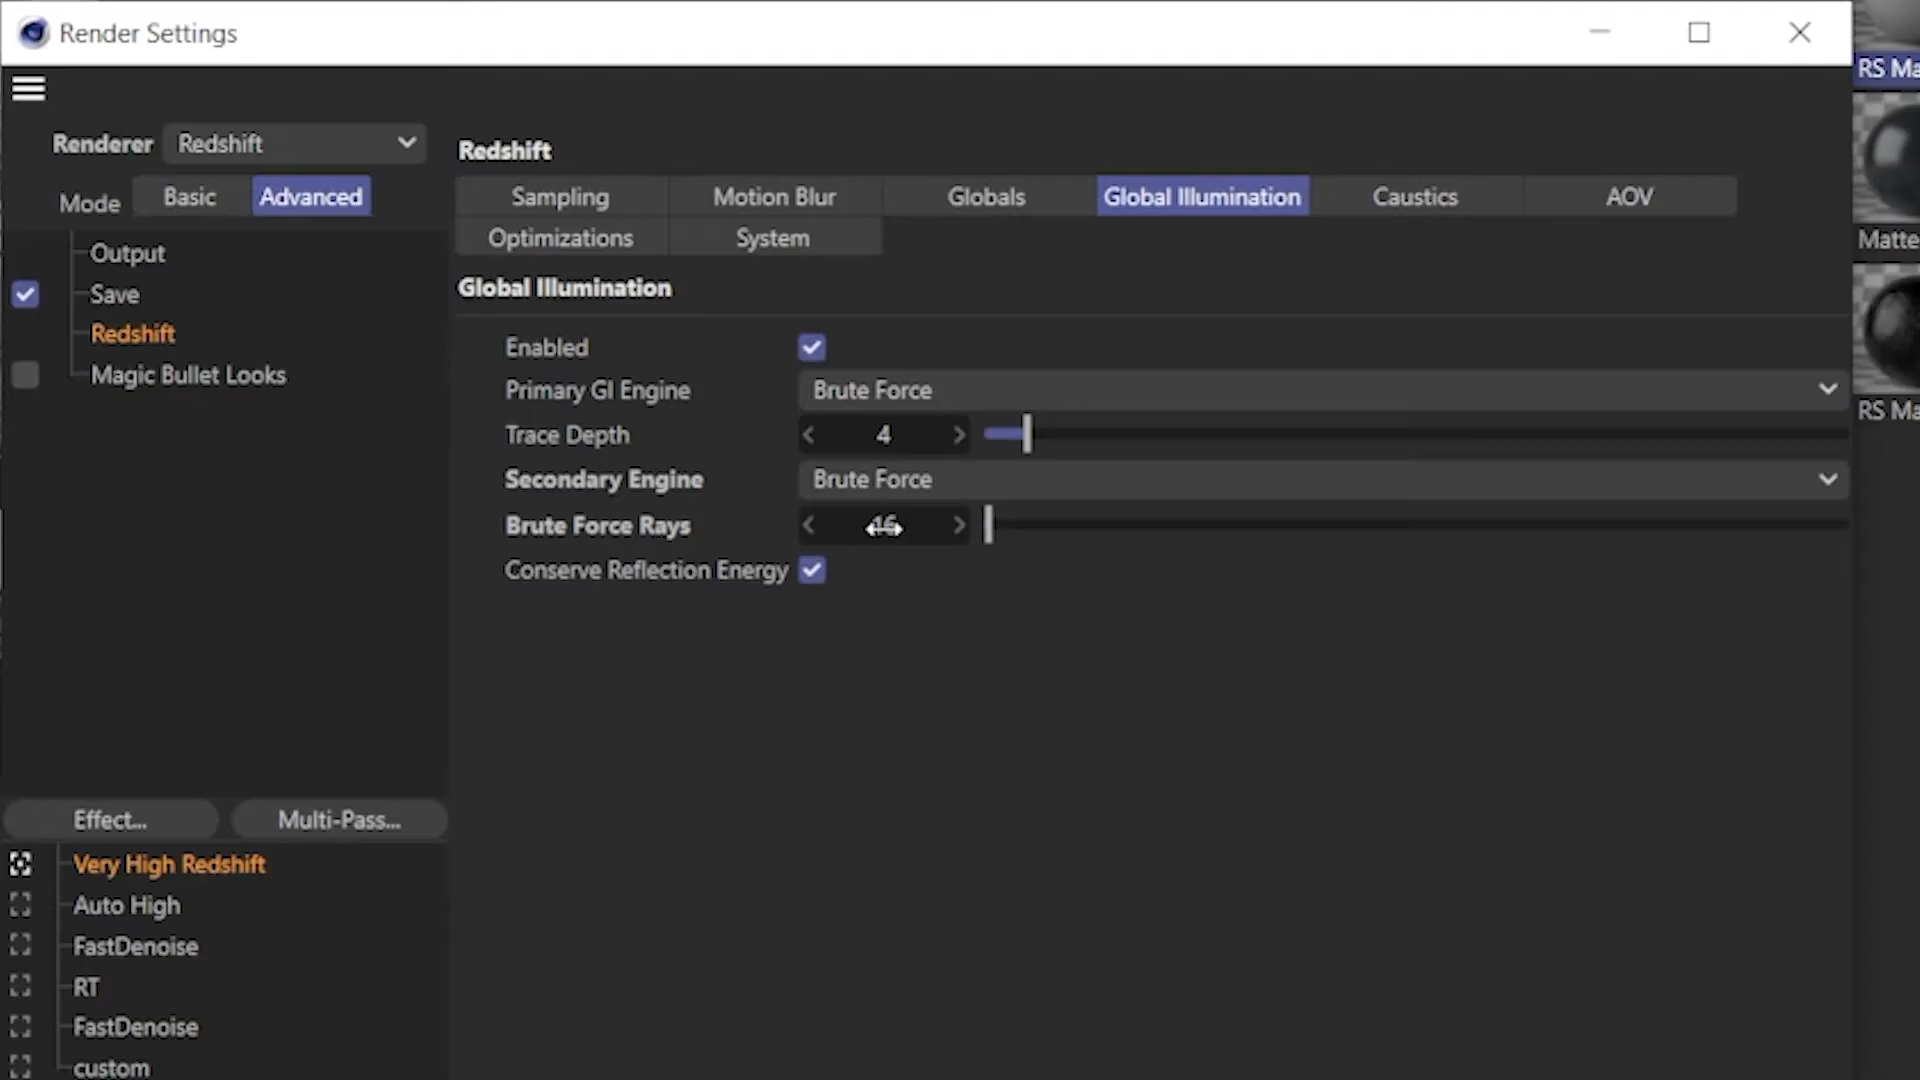 Render Settings
Renderer Redshift
Mode Basic Advanced
Output
Save
Redshift
Magic Bullet Looks
Effect... Multi-Pass...
Very High Redshift
Auto High
FastDenoise
RT
FastDenoise
custom
Redshift
Sampling Motion Blur Globals Global Illumination Caustics AOV
Optimizations System
Global Illumination
Enabled
Primary GI Engine Brute Force
Trace Depth 4
Secondary Engine Brute Force
Brute Force Rays 16
Conserve Reflection Energy
RS Ma
Matte
RS Ma